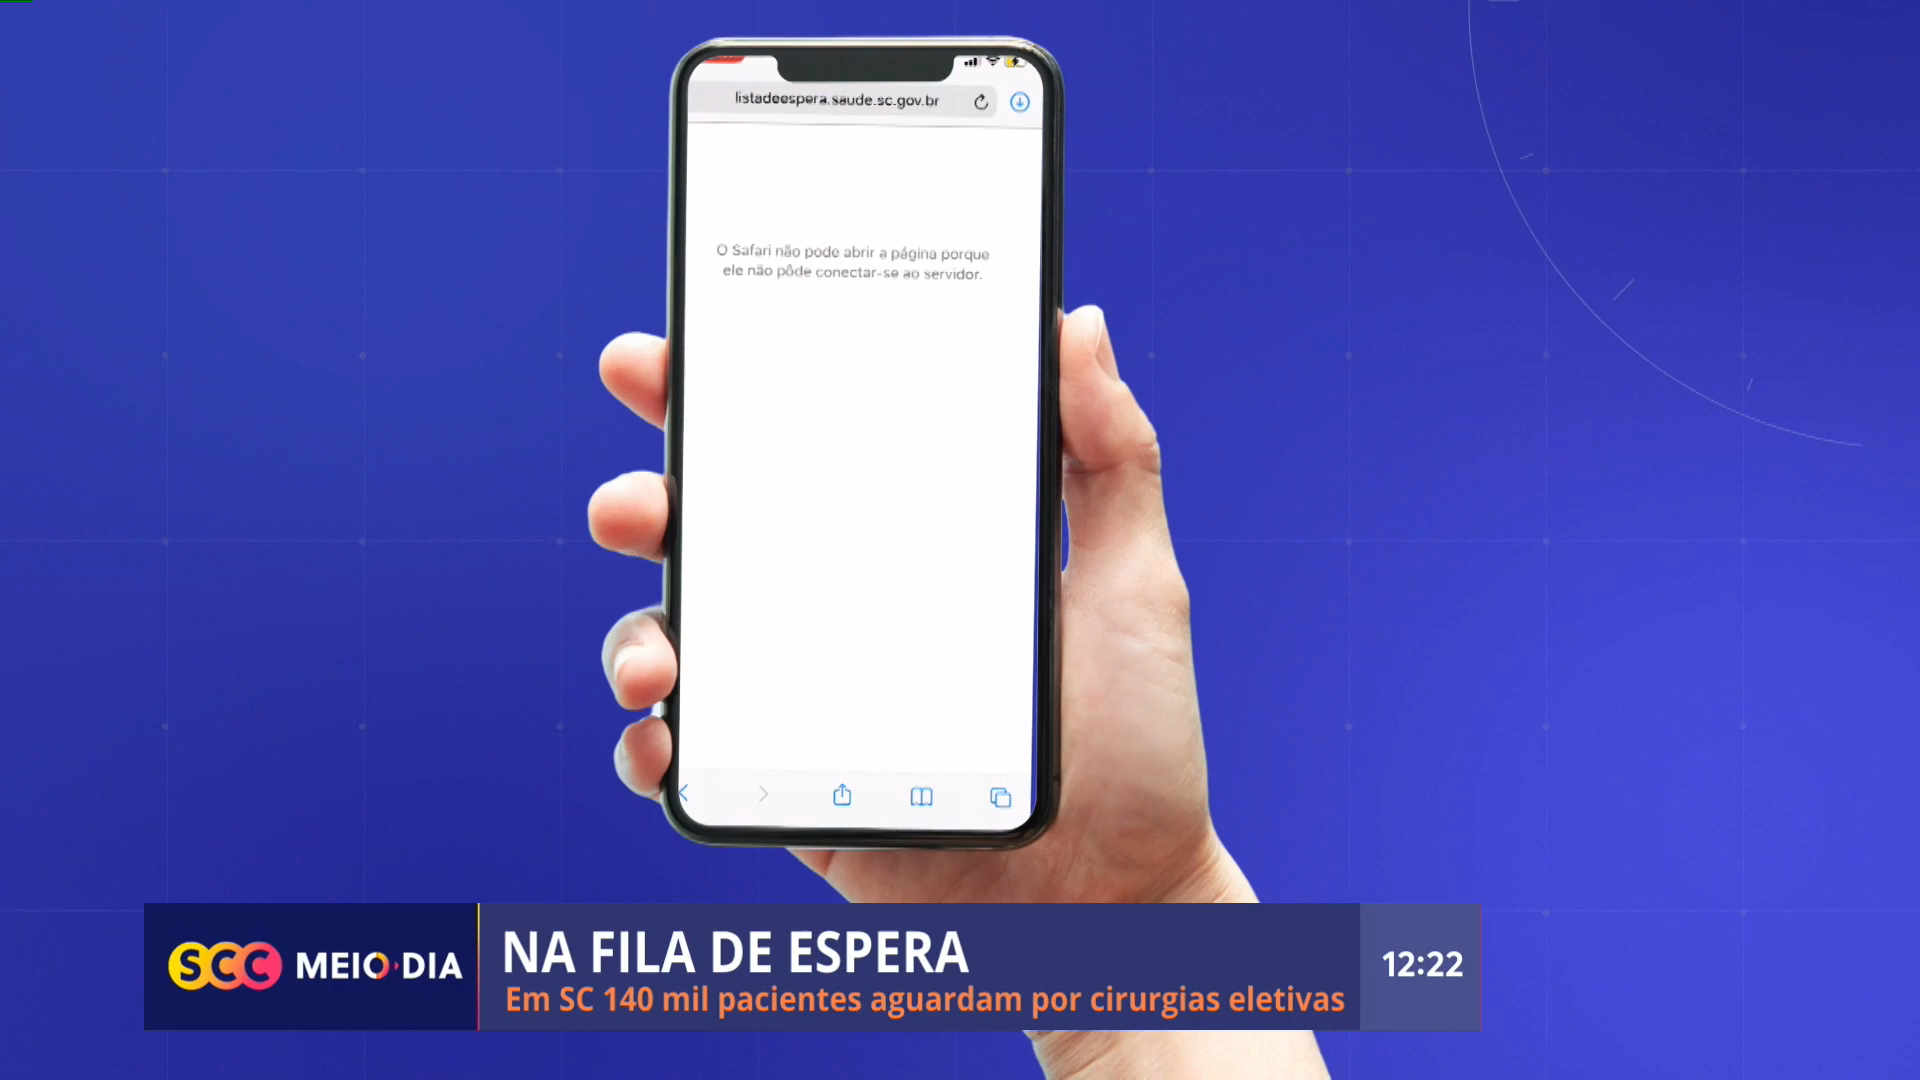 listadeespera.saude.sc.gov.br
O Safari não pode abrir a página porque
ele não pôde conectar-se ao servidor.
SCC MEIO DIA
NA FILA DE ESPERA
Em SC 140 mil pacientes aguardam por cirurgias eletivas
12:22